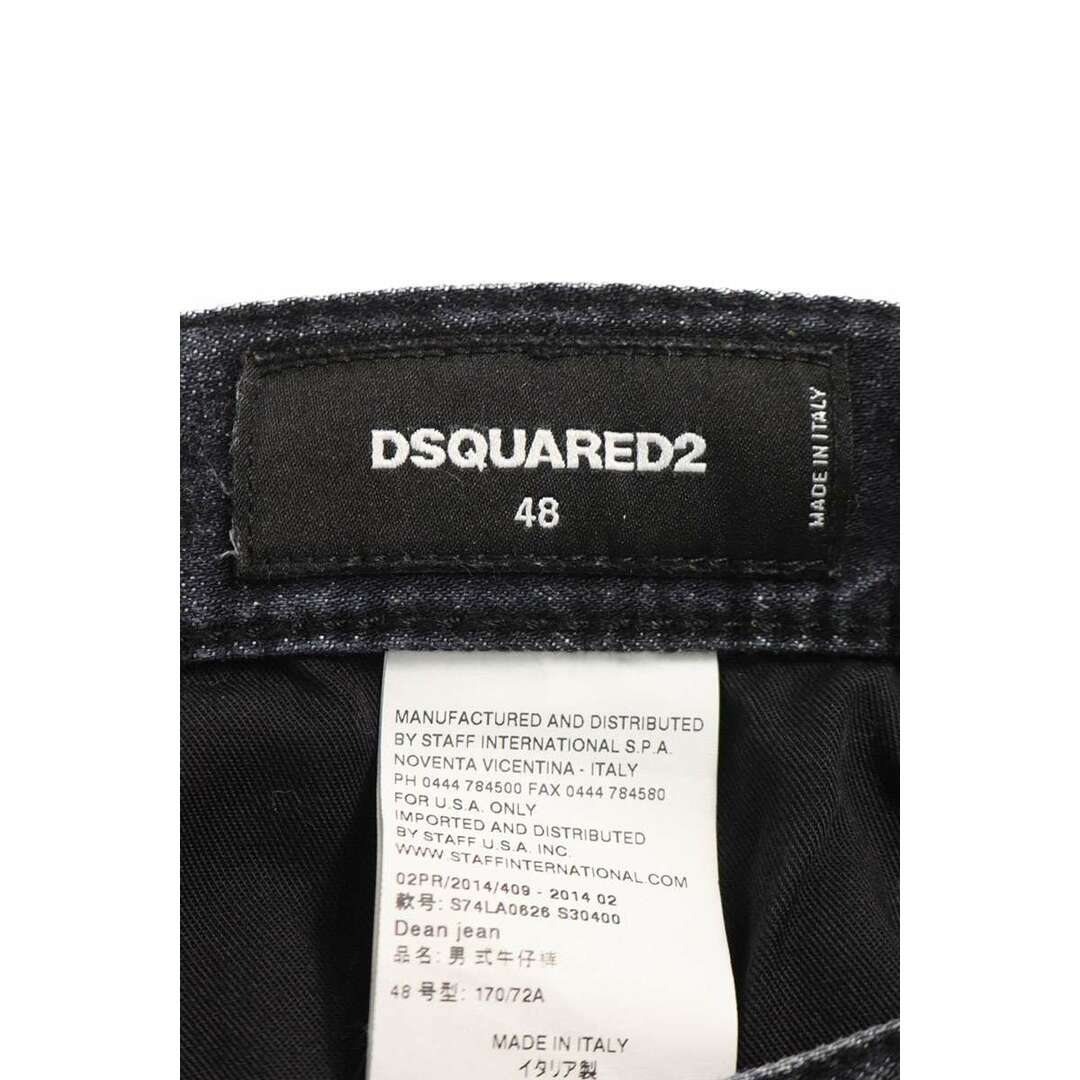 DSQUARED2
48
MADE IN ITALY
MANUFACTURED AND DISTRIBUTED
BY STAFF INTERNATIONAL S.P.A.
NOVENTA VICENTINA - ITALY
PH 0444 784500 FAX 0444 784580
FOR U.S.A. ONLY
IMPORTED AND DISTRIBUTED
BY STAFF U.S.A. INC.
WWW.STAFFINTERNATIONAL.COM
02PR/2014/409 - 2014 02
款号: S74LA0626 S30400
Dean jean
品名: 男式牛仔裤
48 号型: 170/72A
MADE IN ITALY
イタリア製